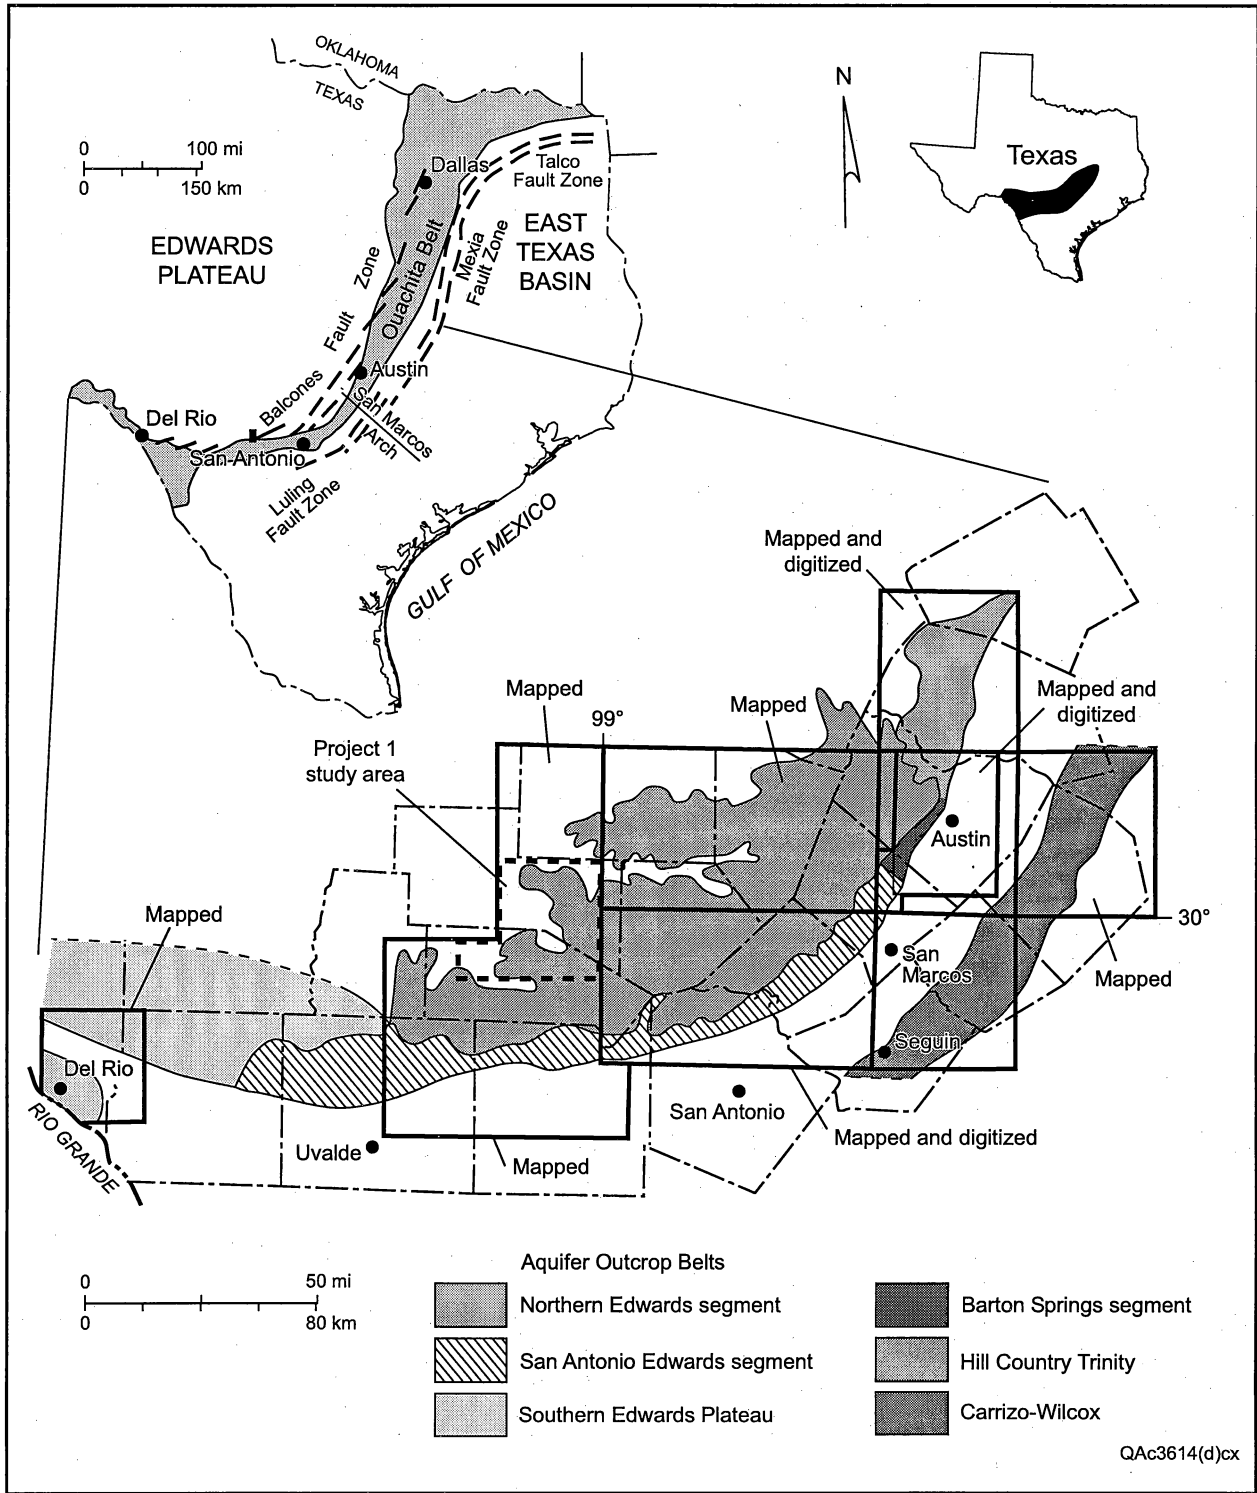 OKLAHOMA
TEXAS
N
0 100 mi
0 150 km
Texas
Dallas
Talco
Fault Zone
EDWARDS
PLATEAU
EAST
TEXAS
BASIN
Balcones Fault Zone
Ouachita Belt
Mexia
Fault Zone
Austin
San Marcos
Arch
Del Rio
San Antonio
Luling
Fault Zone
GULF OF MEXICO
Mapped and
digitized
Mapped
99°
Mapped
Mapped and
digitized
Project 1
study area
Austin
Mapped
30°
San
Marcos
Mapped
Seguin
Del Rio
RIO GRANDE
San Antonio
Mapped and digitized
Uvalde
Mapped
Aquifer Outcrop Belts
0 50 mi
0 80 km
Northern Edwards segment
San Antonio Edwards segment
Southern Edwards Plateau
Barton Springs segment
Hill Country Trinity
Carrizo-Wilcox
QAc3614(d)cx